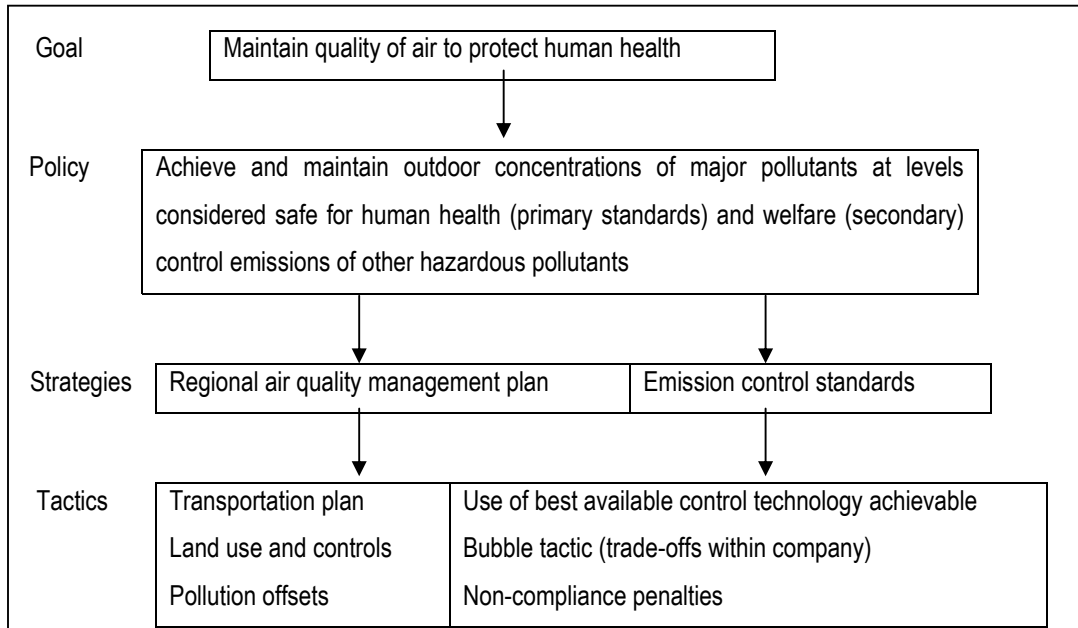 Goal
Maintain quality of air to protect human health
Policy
Achieve and maintain outdoor concentrations of major pollutants at levels
considered safe for human health (primary standards) and welfare (secondary)
control emissions of other hazardous pollutants
Strategies
Regional air quality management plan
Emission control standards
Tactics
Transportation plan
Land use and controls
Pollution offsets
Use of best available control technology achievable
Bubble tactic (trade-offs within company)
Non-compliance penalties